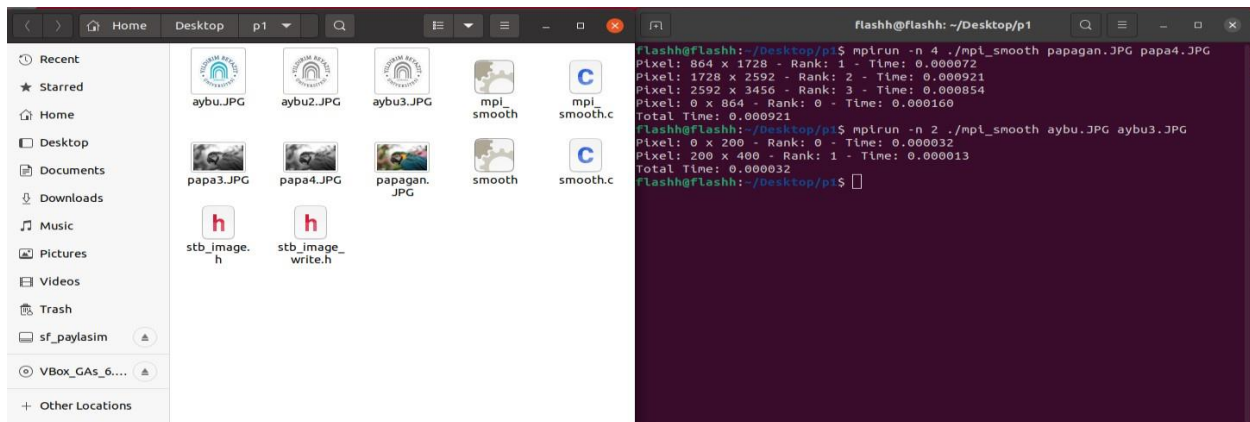 Home
Desktop
p1
flashh@flashh: ~/Desktop/p1
Recent
Starred
Home
Desktop
Documents
Downloads
Music
Pictures
Videos
Trash
sf_paylasim
VBox_GAs_6....
+ Other Locations
aybu.JPG
aybu2.JPG
aybu3.JPG
mpi_
smooth
C
mpi_
smooth.c
papa3.JPG
papa4.JPG
papagan.
JPG
smooth
C
smooth.c
h
stb_image.
h
h
stb_image_
write.h
flashh@flashh:~/Desktop/p1$ mpirun -n 4 ./mpi_smooth papagan.JPG papa4.JPG
Pixel: 864 x 1728 - Rank: 1 - Time: 0.000072
Pixel: 1728 x 2592 - Rank: 2 - Time: 0.000921
Pixel: 2592 x 3456 - Rank: 3 - Time: 0.000854
Pixel: 0 x 864 - Rank: 0 - Time: 0.000160
Total Time: 0.000921
flashh@flashh:~/Desktop/p1$ mpirun -n 2 ./mpi_smooth aybu.JPG aybu3.JPG
Pixel: 0 x 200 - Rank: 0 - Time: 0.000032
Pixel: 200 x 400 - Rank: 1 - Time: 0.000013
Total Time: 0.000032
flashh@flashh:~/Desktop/p1$